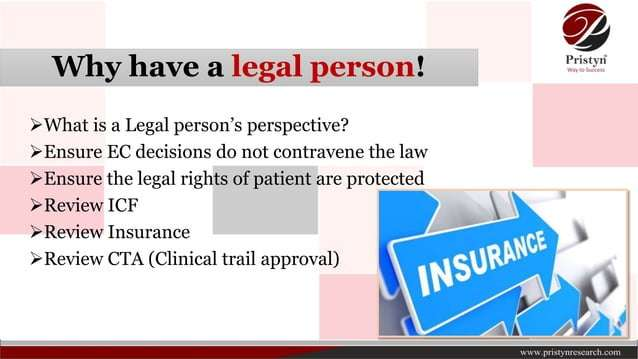 Pristyn
Way to Success
Why have a legal person!
➢What is a Legal person’s perspective?
➢Ensure EC decisions do not contravene the law
➢Ensure the legal rights of patient are protected
➢Review ICF
➢Review Insurance
➢Review CTA (Clinical trail approval)
INSURANCE
www.pristynresearch.com